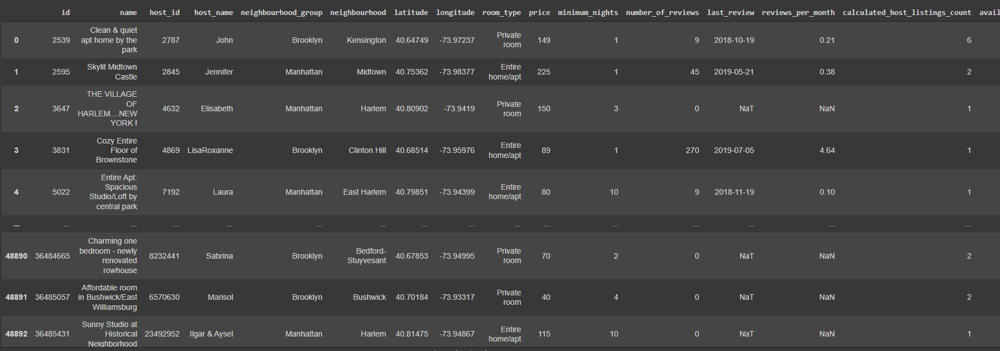 id name host_id host_name neighbourhood_group neighbourhood latitude longitude room_type price minimum_nights number_of_reviews last_review reviews_per_month calculated_host_listings_count avail
0 2539 Clean & quiet apt home by the park 2787 John Brooklyn Kensington 40.64749 -73.97237 Private room 149 1 9 2018-10-19 0.21 6
1 2595 Skylit Midtown Castle 2845 Jennifer Manhattan Midtown 40.75362 -73.98377 Entire home/apt 225 1 45 2019-05-21 0.38 2
2 3647 THE VILLAGE OF HARLEM....NEW YORK ! 4632 Elisabeth Manhattan Harlem 40.80902 -73.9419 Private room 150 3 0 NaT NaN 1
3 3831 Cozy Entire Floor of Brownstone 4869 LisaRoxanne Brooklyn Clinton Hill 40.68514 -73.95976 Entire home/apt 89 1 270 2019-07-05 4.64 1
4 5022 Entire Apt: Spacious Studio/Loft by central park 7192 Laura Manhattan East Harlem 40.79851 -73.94399 Entire home/apt 80 10 9 2018-11-19 0.10 1
... ... ... ... ... ... ... ... ... ... ... ... ... ... ... ...
48890 36484665 Charming one bedroom - newly renovated rowhouse 8232441 Sabrina Brooklyn Bedford-Stuyvesant 40.67853 -73.94995 Private room 70 2 0 NaT NaN 2
48891 36485057 Affordable room in Bushwick/East Williamsburg 6570630 Marisol Brooklyn Bushwick 40.70184 -73.93317 Private room 40 4 0 NaT NaN 2
48892 36485431 Sunny Studio at Historical Neighborhood 23492952 Ilgar & Aysel Manhattan Harlem 40.81475 -73.94867 Entire home/apt 115 10 0 NaT NaN 1